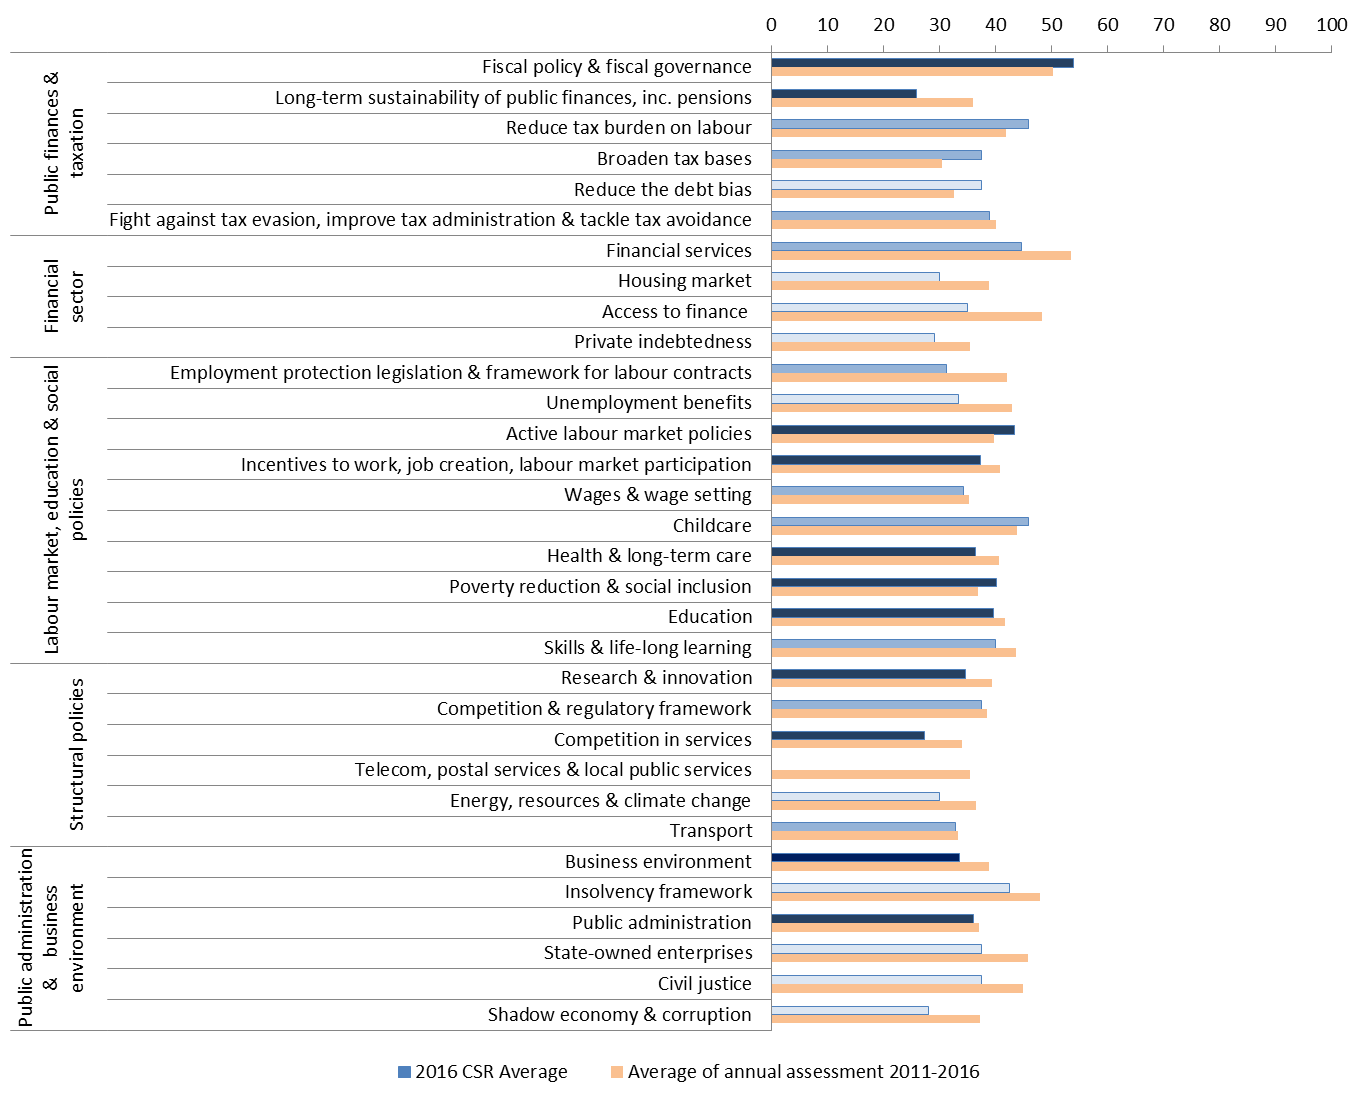 0 10 20 30 40 50 60 70 80 90 100
Public finances &
taxation
Fiscal policy & fiscal governance
Long-term sustainability of public finances, inc. pensions
Reduce tax burden on labour
Broaden tax bases
Reduce the debt bias
Fight against tax evasion, improve tax administration & tackle tax avoidance
Financial
sector
Financial services
Housing market
Access to finance
Private indebtedness
Labour market, education & social
policies
Employment protection legislation & framework for labour contracts
Unemployment benefits
Active labour market policies
Incentives to work, job creation, labour market participation
Wages & wage setting
Childcare
Health & long-term care
Poverty reduction & social inclusion
Education
Skills & life-long learning
Structural policies
Research & innovation
Competition & regulatory framework
Competition in services
Telecom, postal services & local public services
Energy, resources & climate change
Transport
Public administration
& business
environment
Business environment
Insolvency framework
Public administration
State-owned enterprises
Civil justice
Shadow economy & corruption
2016 CSR Average
Average of annual assessment 2011-2016